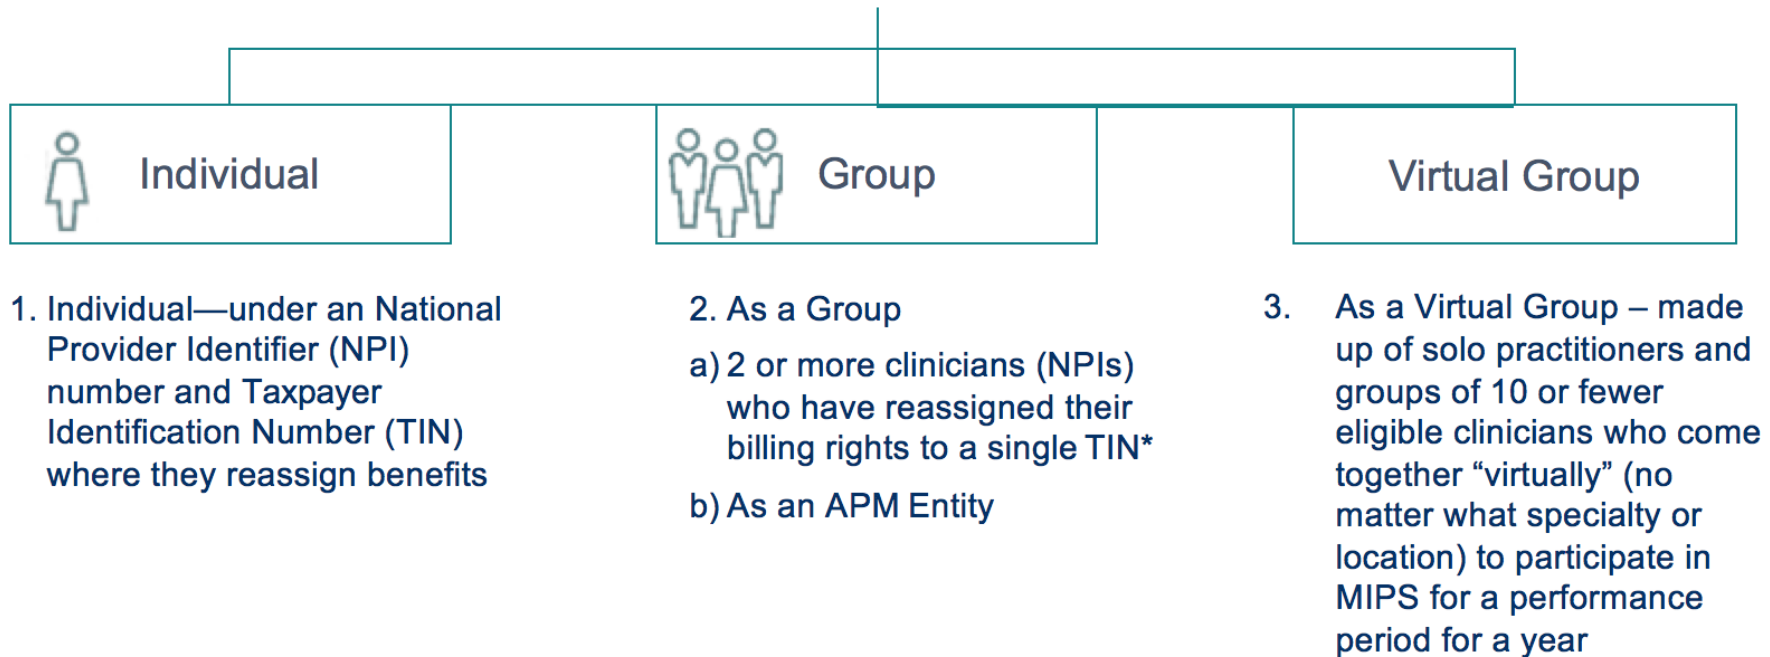 Individual
Group
Virtual Group
1. Individual—under an National
Provider Identifier (NPI)
number and Taxpayer
Identification Number (TIN)
where they reassign benefits
2. As a Group
a) 2 or more clinicians (NPIs)
who have reassigned their
billing rights to a single TIN*
b) As an APM Entity
3. As a Virtual Group – made
up of solo practitioners and
groups of 10 or fewer
eligible clinicians who come
together “virtually” (no
matter what specialty or
location) to participate in
MIPS for a performance
period for a year